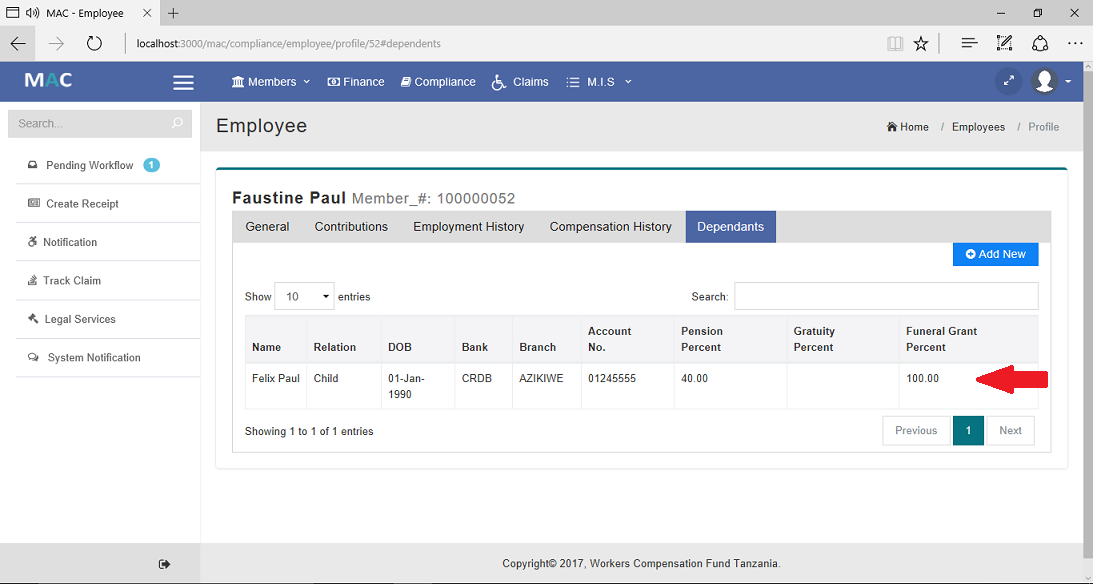 MAC - Employee
localhost:3000/mac/compliance/employee/profile/52#dependents
MAC
Members
Finance
Compliance
Claims
M.I.S
Search...
Employee
Home / Employees / Profile
Pending Workflow 1
Create Receipt
Notification
Track Claim
Legal Services
System Notification
Faustine Paul Member_#: 100000052
General
Contributions
Employment History
Compensation History
Dependants
Add New
Show 10 entries
Search:
Name Relation DOB Bank Branch Account No. Pension Percent Gratuity Percent Funeral Grant Percent
Felix Paul Child 01-Jan-1990 CRDB AZIKIWE 01245555 40.00 100.00
Showing 1 to 1 of 1 entries
Previous 1 Next
Copyright© 2017, Workers Compensation Fund Tanzania.